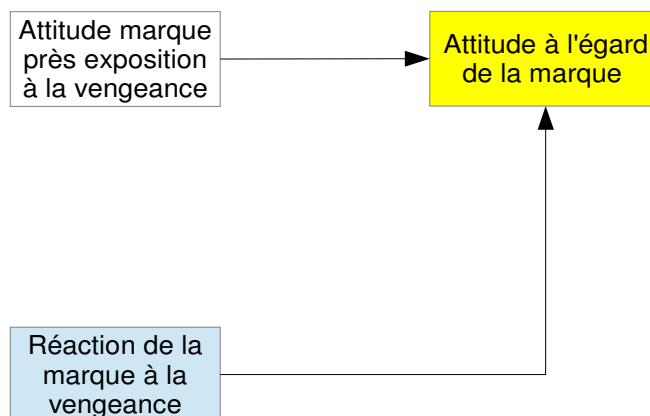 Attitude marque
près exposition
à la vengeance
Attitude à l'égard
de la marque
Réaction de la
marque à la
vengeance